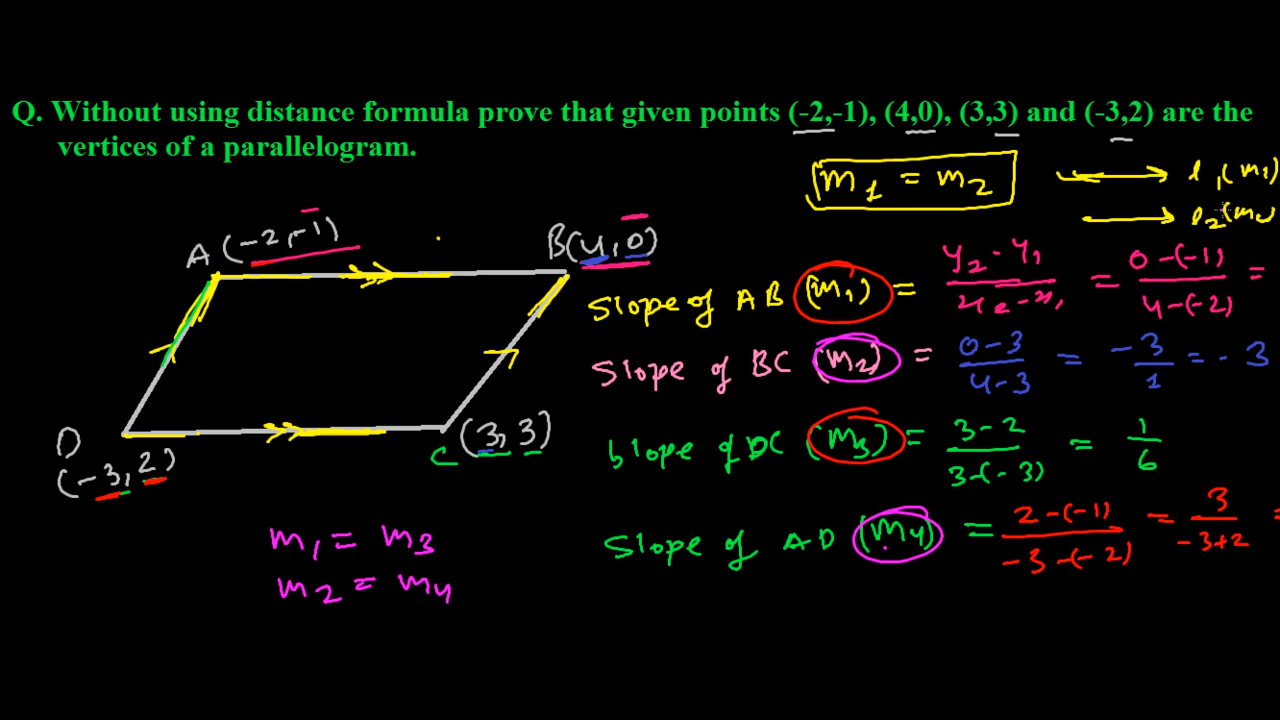 Q. Without using distance formula prove that given points (-2,-1), (4,0), (3,3) and (-3,2) are the
vertices of a parallelogram.
m1 = m2
l1(m1)
l2(m2)
A (-2,-1)
B(4,0)
Slope of AB (m1) = y2-y1/x2-x1 = 0-(-1)/4-(-2) =
Slope of BC (m2) = 0-3/4-3 = -3/1 = -3
D
(-3,2)
C (3,3)
Slope of DC (m3) = 3-2/3-(-3) = 1/6
Slope of AD (m4) = 2-(-1)/-3-(-2) = 3/-3+2 =
m1 = m3
m2 = m4